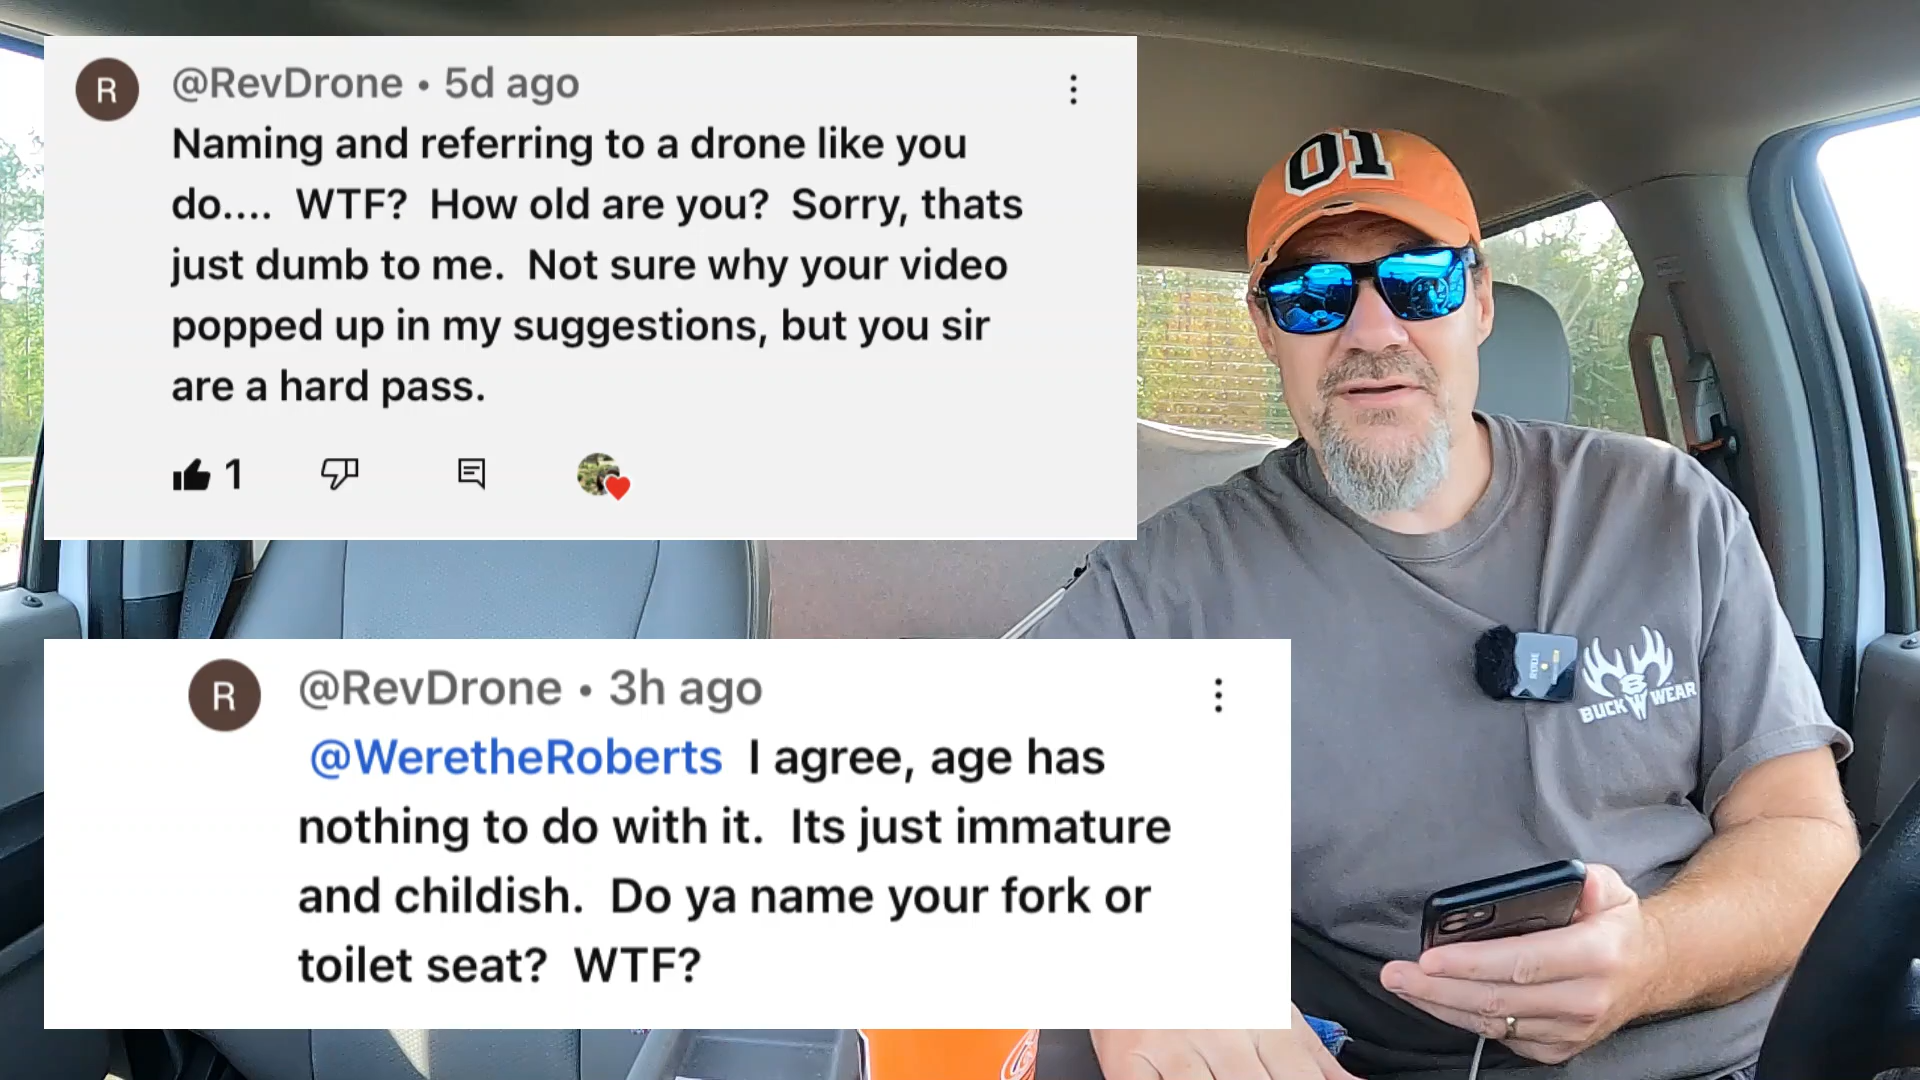 R
@RevDrone • 5d ago
Naming and referring to a drone like you
do.... WTF? How old are you? Sorry, thats
just dumb to me. Not sure why your video
popped up in my suggestions, but you sir
are a hard pass.
1
R
@RevDrone • 3h ago
@WeretheRoberts I agree, age has
nothing to do with it. Its just immature
and childish. Do ya name your fork or
toilet seat? WTF?
01
RODE
BUCK WEAR